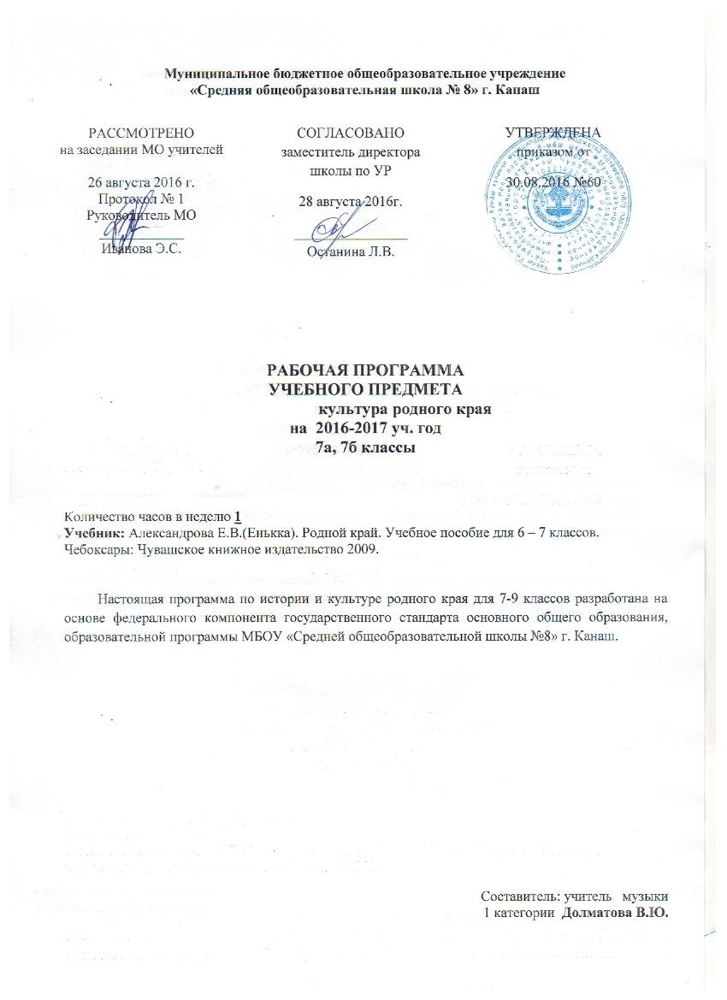 Муниципальное бюджетное общеобразовательное учреждение
«Средняя общеобразовательная школа № 8» г. Канаш
РАССМОТРЕНО
на заседании МО учителей
26 августа 2016 г.
Протокол № 1
Руководитель МО
Иванова Э.С.
СОГЛАСОВАНО
заместитель директора
школы по УР
28 августа 2016г.
Останина Л.В.
УТВЕРЖДЕНА
приказом от
30.08.2016 №60
РАБОЧАЯ ПРОГРАММА
УЧЕБНОГО ПРЕДМЕТА
культура родного края
на 2016-2017 уч. год
7а, 7б классы
Количество часов в неделю 1
Учебник: Александрова Е.В.(Енькка). Родной край. Учебное пособие для 6 – 7 классов.
Чебоксары: Чувашское книжное издательство 2009.
Настоящая программа по истории и культуре родного края для 7-9 классов разработана на
основе федерального компонента государственного стандарта основного общего образования,
образовательной программы МБОУ «Средней общеобразовательной школы №8» г. Канаш.
Составитель: учитель музыки
1 категории Долматова В.Ю.